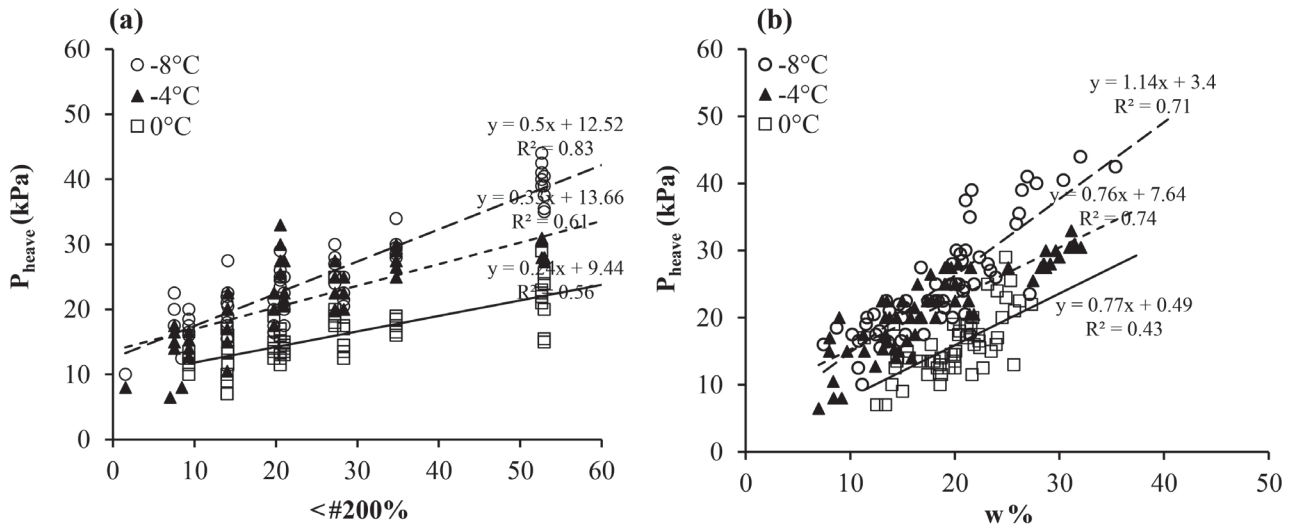 (a)
60
50
40
30
20
10
0
P heave (kPa)
-8°C
-4°C
0°C
y = 0.5x + 12.52
R² = 0.83
y = 0.35x + 13.66
R² = 0.61
y = 0.24x + 9.44
R² = 0.56
0 10 20 30 40 50 60
<#200%
(b)
60
50
40
30
20
10
0
P heave (kPa)
-8°C
-4°C
0°C
y = 1.14x + 3.4
R² = 0.71
y = 0.76x + 7.64
R² = 0.74
y = 0.77x + 0.49
R² = 0.43
0 10 20 30 40 50
w%